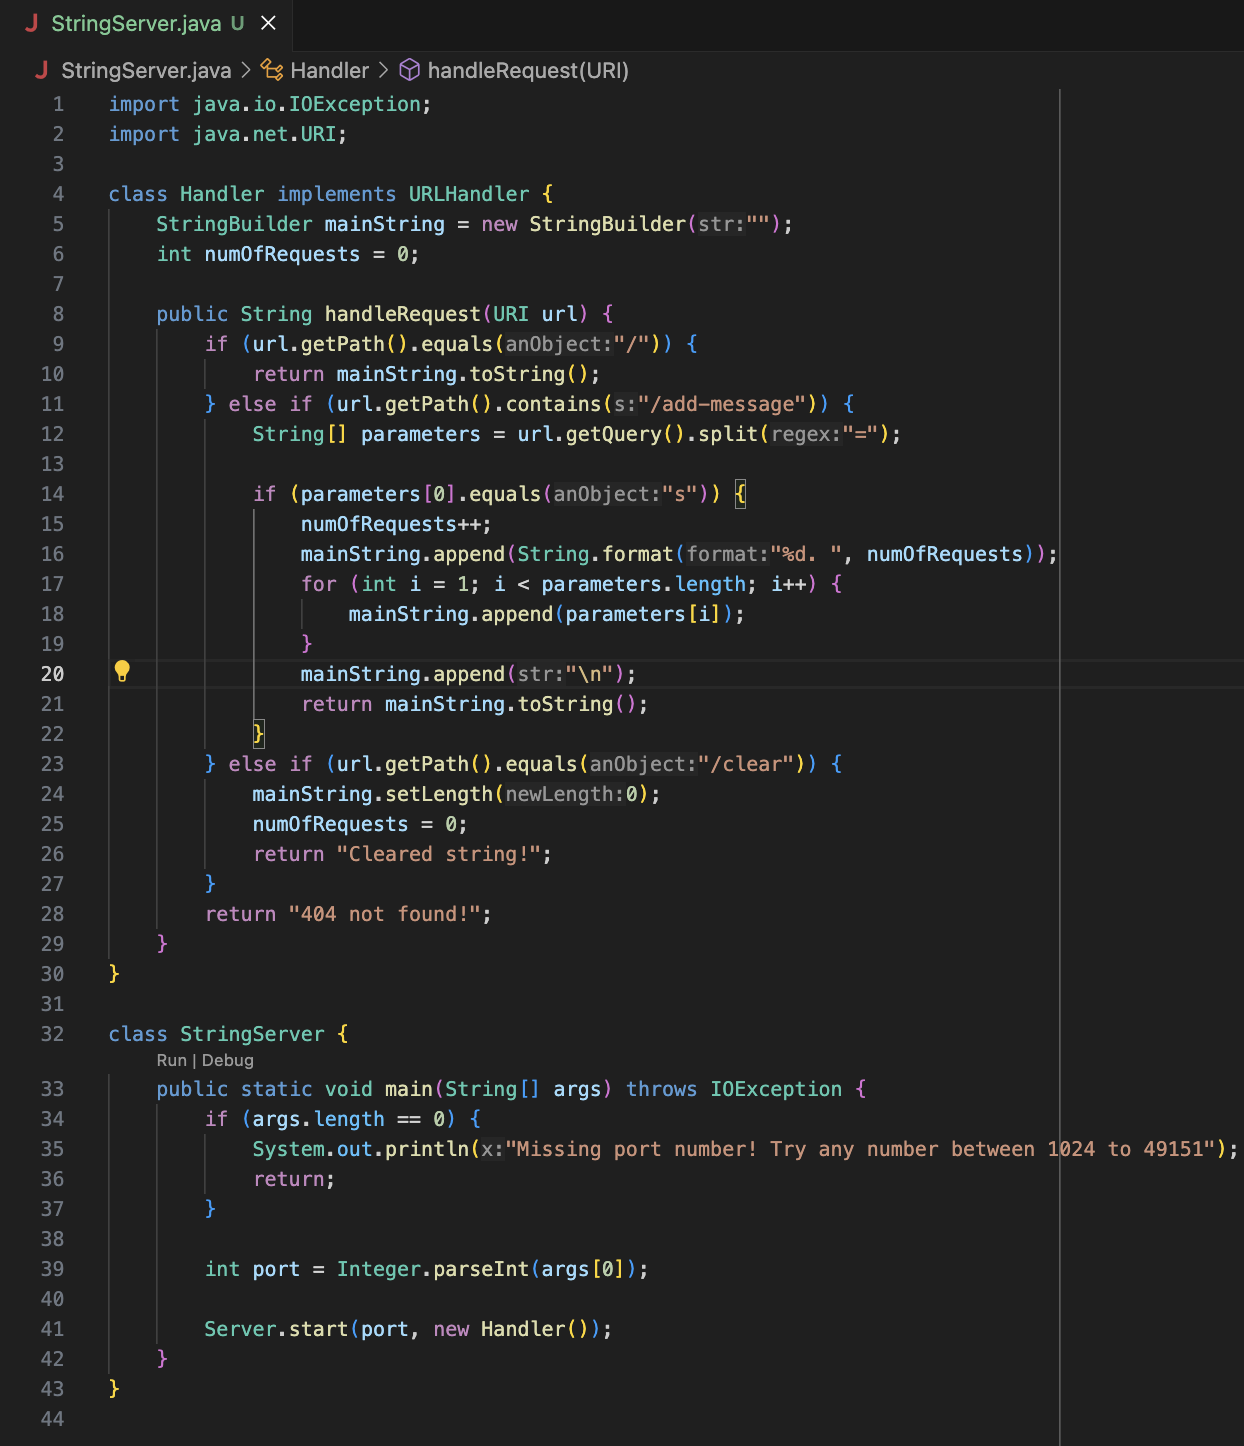 J StringServer.java U ×
J StringServer.java > Handler > handleRequest(URI)
1 import java.io.IOException;
2 import java.net.URI;
3
4 class Handler implements URLHandler {
5     StringBuilder mainString = new StringBuilder(str:"");
6     int numOfRequests = 0;
7
8     public String handleRequest(URI url) {
9         if (url.getPath().equals(anObject:"/")) {
10             return mainString.toString();
11         } else if (url.getPath().contains(s:"/add-message")) {
12             String[] parameters = url.getQuery().split(regex:"=");
13
14             if (parameters[0].equals(anObject:"s")) {
15                 numOfRequests++;
16                 mainString.append(String.format(format:"%d. ", numOfRequests));
17                 for (int i = 1; i < parameters.length; i++) {
18                     mainString.append(parameters[i]);
19                 }
20                 mainString.append(str:"\n");
21                 return mainString.toString();
22             }
23         } else if (url.getPath().equals(anObject:"/clear")) {
24             mainString.setLength(newLength:0);
25             numOfRequests = 0;
26             return "Cleared string!";
27         }
28         return "404 not found!";
29     }
30 }
31
32 class StringServer {
Run | Debug
33     public static void main(String[] args) throws IOException {
34         if (args.length == 0) {
35             System.out.println(x:"Missing port number! Try any number between 1024 to 49151");
36             return;
37         }
38
39         int port = Integer.parseInt(args[0]);
40
41         Server.start(port, new Handler());
42     }
43 }
44